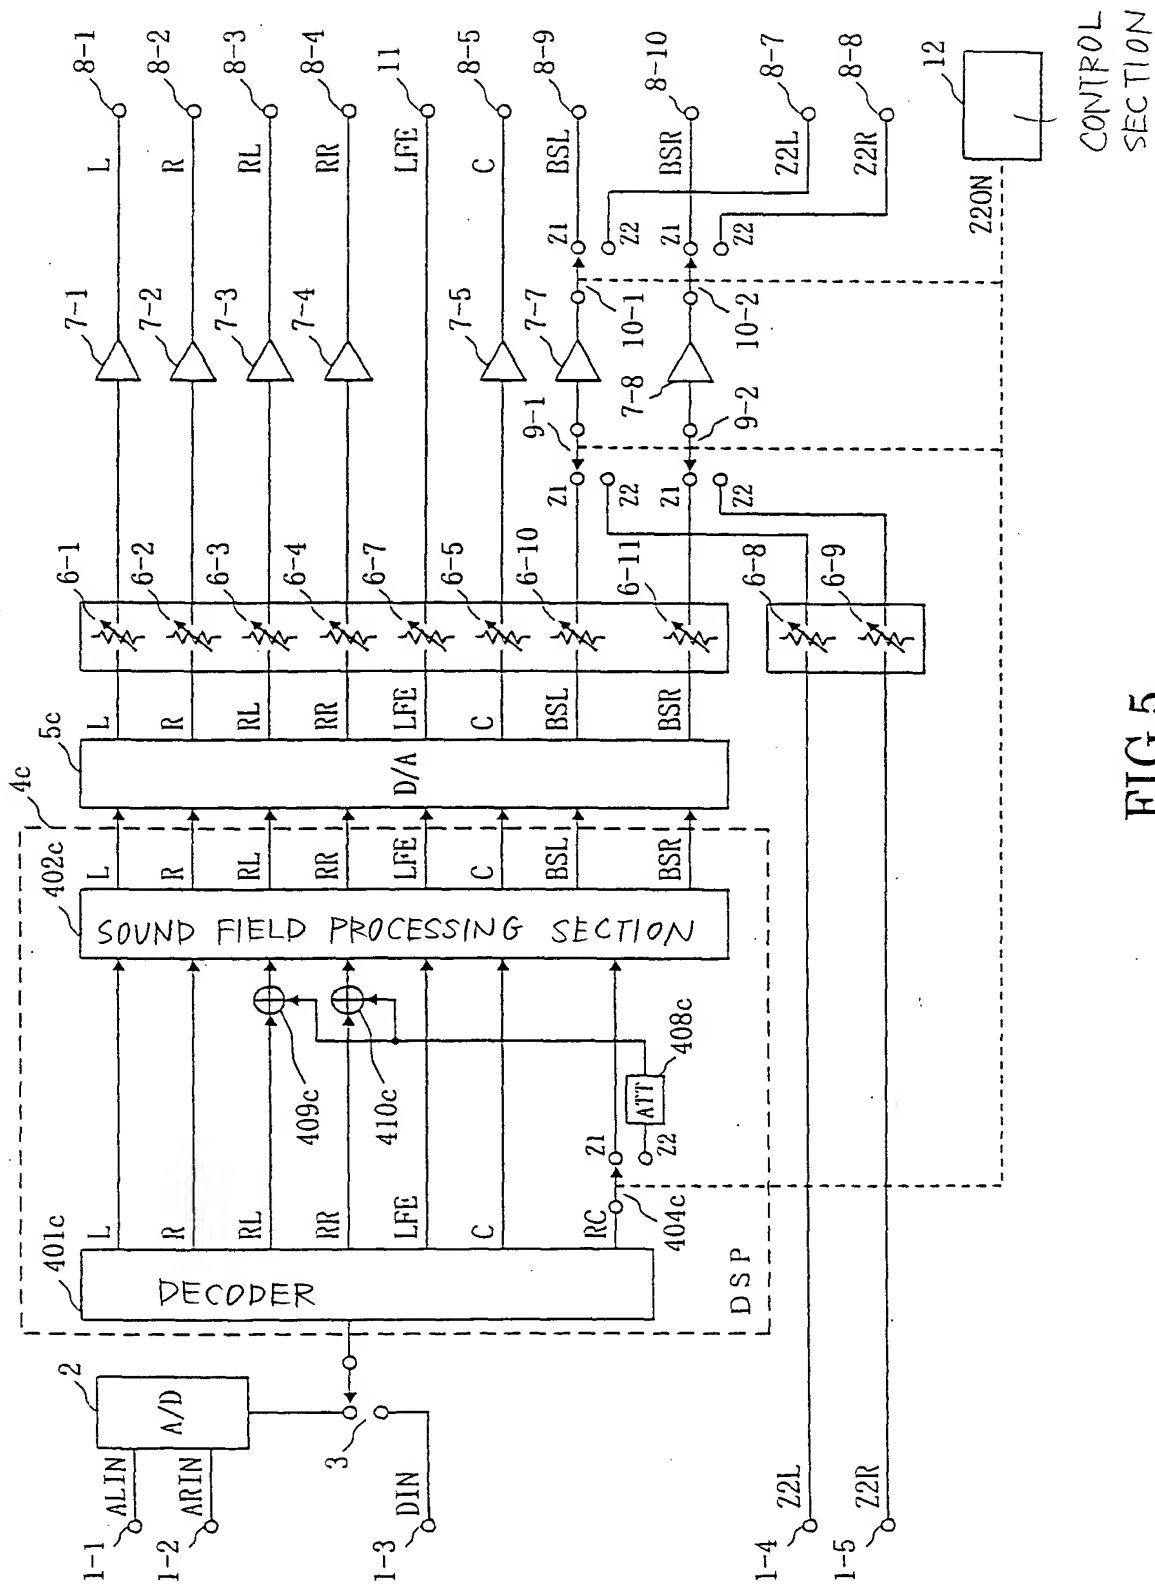 1-1 ALIN
1-2 ARIN
1-3 DIN
1-4 Z2L
1-5 Z2R
2
A/D
3
4c
401c
DECODER
L
R
RL
RR
LFE
C
RC
404c
Z1
Z2
ATT
408c
409c
410c
DSP
402c
SOUND FIELD PROCESSING SECTION
L
R
RL
RR
LFE
C
BSL
BSR
5c
D/A
L
R
RL
RR
LFE
C
BSL
BSR
6-1
6-2
6-3
6-4
6-7
6-5
6-10
6-11
6-8
6-9
Z1
Z2
Z1
Z2
9-1
9-2
7-1
7-2
7-3
7-4
7-5
7-7
7-8
10-1
10-2
Z1
Z2
Z1
Z2
L
R
RL
RR
LFE
C
BSL
BSR
Z2L
Z2R
8-1
8-2
8-3
8-4
11
8-5
8-9
8-10
8-7
8-8
Z2ON
12
CONTROL
SECTION
FIG.5